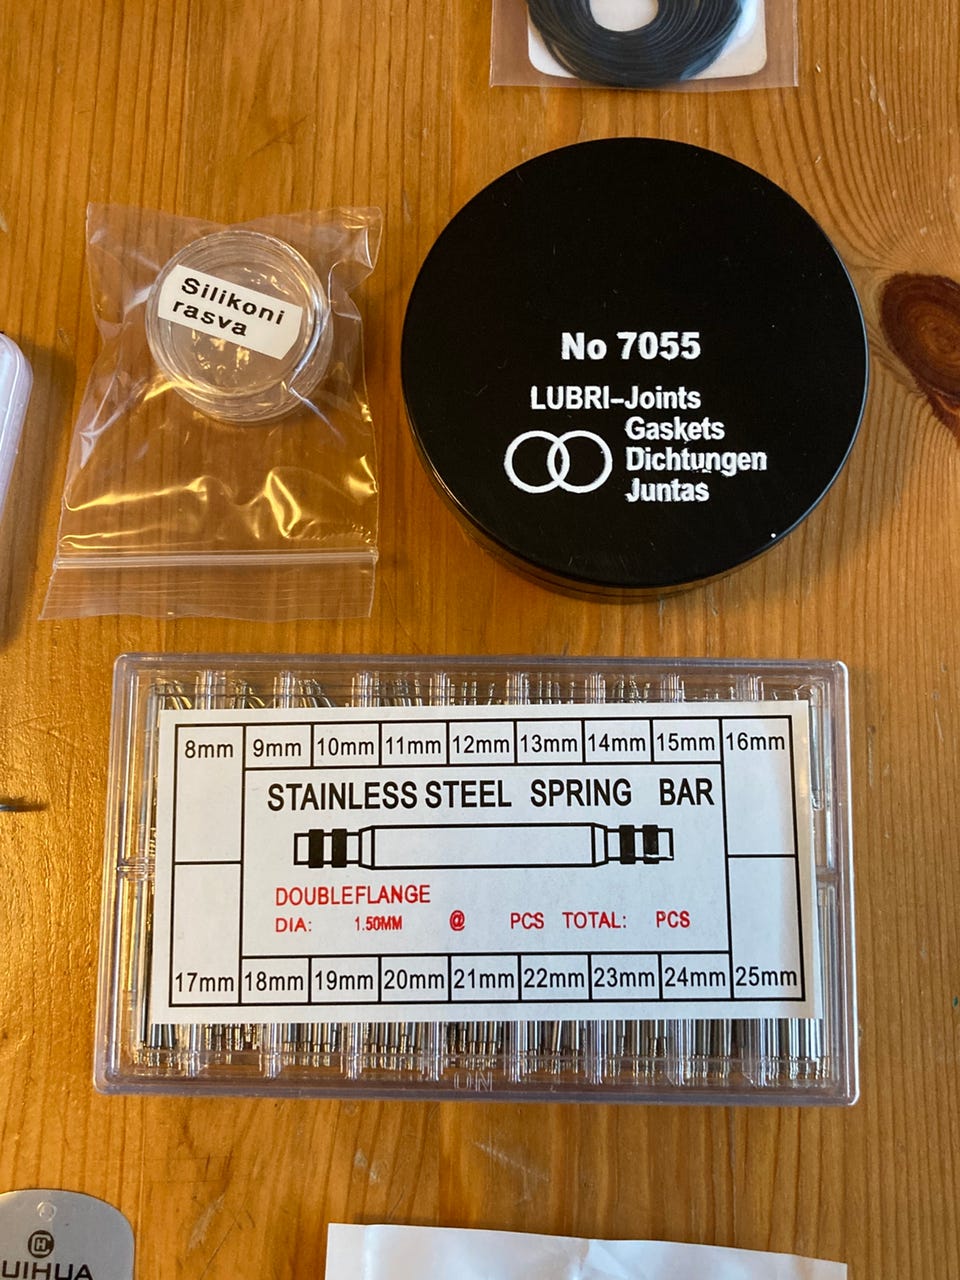 Silikoni
rasva
No 7055
LUBRI-Joints
Gaskets
Dichtungen
Juntas
8mm 9mm 10mm 11mm 12mm 13mm 14mm 15mm 16mm
STAINLESS STEEL SPRING BAR
DOUBLEFLANGE
DIA: 1.50MM @ PCS TOTAL: PCS
17mm 18mm 19mm 20mm 21mm 22mm 23mm 24mm 25mm
UIHUA